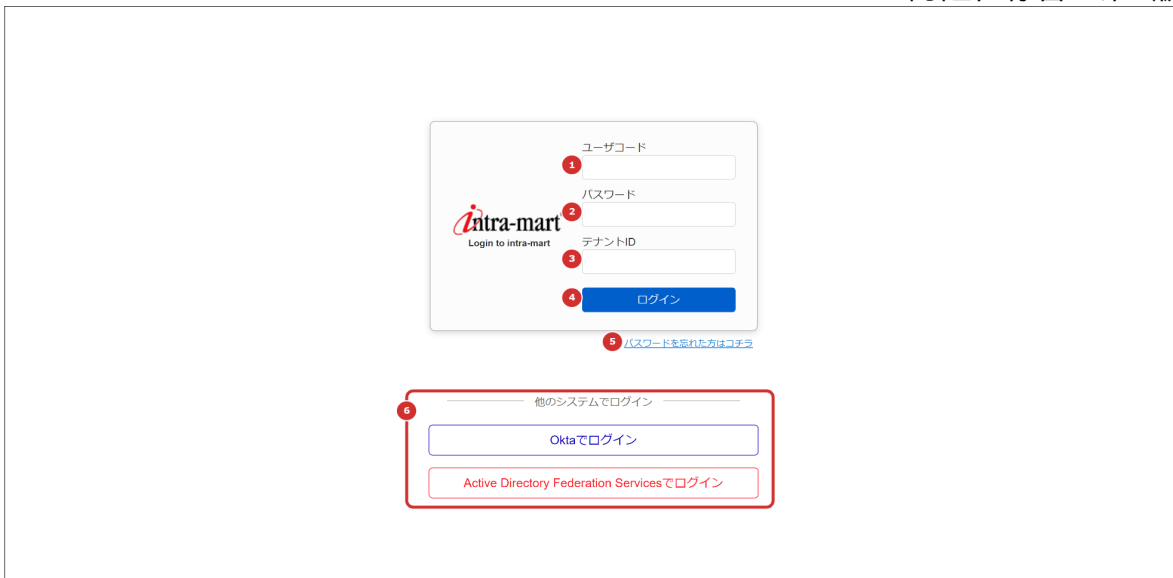 ユーザコード
1
パスワード
2
intra-mart
Login to intra-mart
テナントID
3
4 ログイン
5 パスワードを忘れた方はコチラ
6
他のシステムでログイン
Oktaでログイン
Active Directory Federation Servicesでログイン